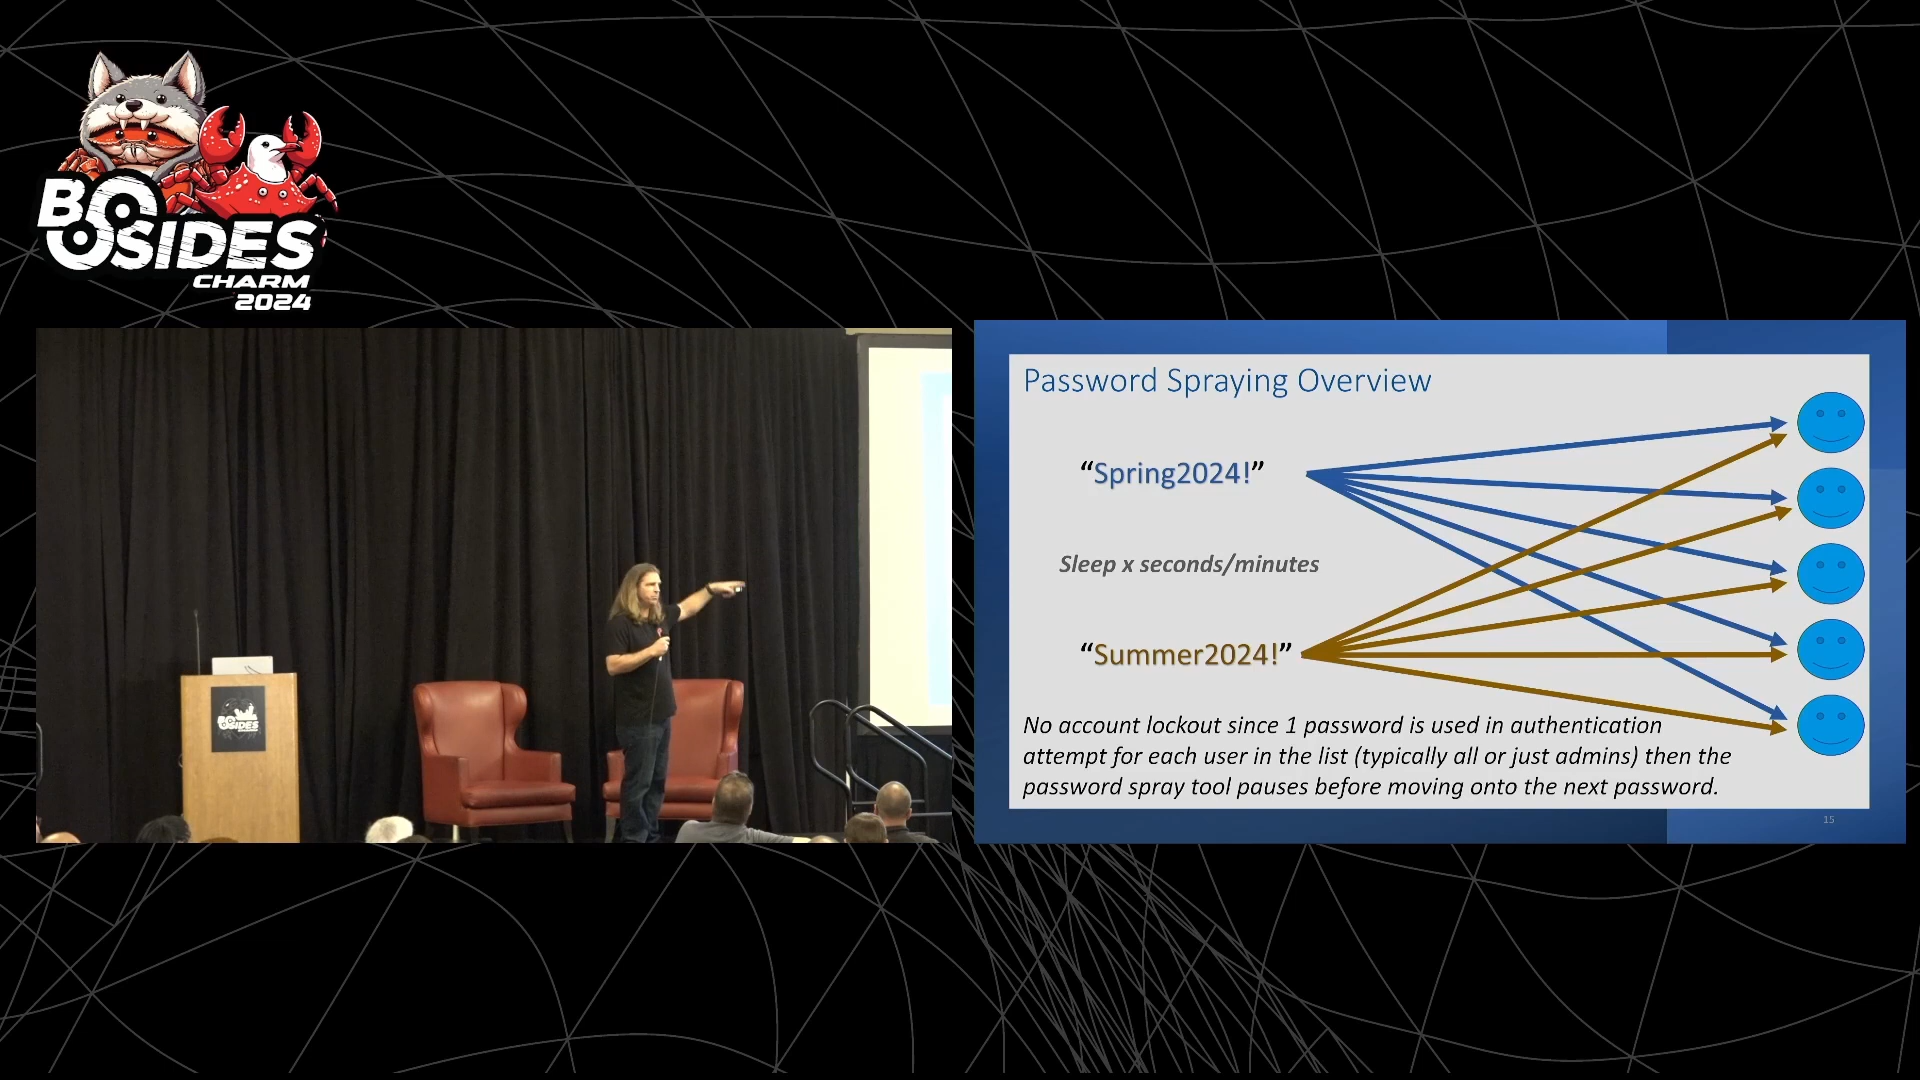 BSIDES
CHARM
2024
BSIDES
Password Spraying Overview
“Spring2024!”
Sleep x seconds/minutes
“Summer2024!”
No account lockout since 1 password is used in authentication
attempt for each user in the list (typically all or just admins) then the
password spray tool pauses before moving onto the next password.
15